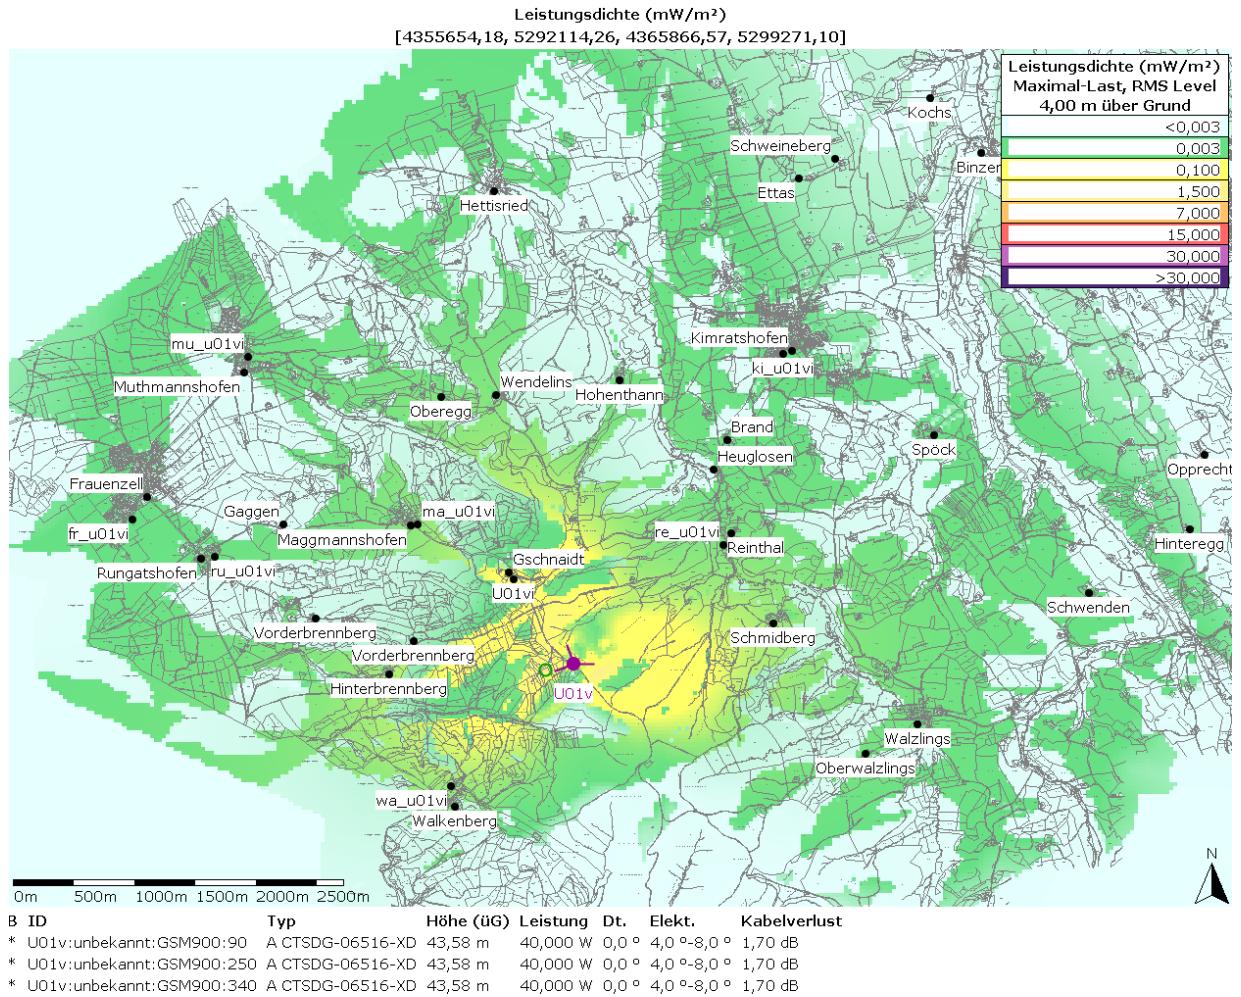 Leistungsdichte (mW/m²)
[4355654,18, 5292114,26, 4365866,57, 5299271,10]
Leistungsdichte (mW/m²)
Maximal-Last, RMS Level
4,00 m über Grund
<0,003
0,003
0,100
1,500
7,000
15,000
30,000
>30,000
Kochs
Schweineberg
Binzer
Ettas
Hettisried
mu_u01vi
Muthmannshofen
Kimratshofen
ki_u01vi
Wendelins
Hohenthann
Oberegg
Brand
Heuglosen
Spöck
Opprecht
Frauenzell
fr_u01vi
Gaggen
ma_u01vi
Maggmannshofen
re_u01vi
Reinthal
Hinteregg
Rungatshofen
ru_u01vi
Gschnaidt
U01vi
Schwenden
Vorderbrennberg
Vorderbrennberg
Schmidberg
Hinterbrennberg
U01v
Walzlings
Oberwalzlings
wa_u01vi
Walkenberg
N
0m 500m 1000m 1500m 2000m 2500m
B ID Typ Höhe (üG) Leistung Dt. Elekt. Kabelverlust
* U01v:unbekannt:GSM900:90 A CTSDG-06516-XD 43,58 m 40,000 W 0,0 º 4,0 º-8,0 º 1,70 dB
* U01v:unbekannt:GSM900:250 A CTSDG-06516-XD 43,58 m 40,000 W 0,0 º 4,0 º-8,0 º 1,70 dB
* U01v:unbekannt:GSM900:340 A CTSDG-06516-XD 43,58 m 40,000 W 0,0 º 4,0 º-8,0 º 1,70 dB